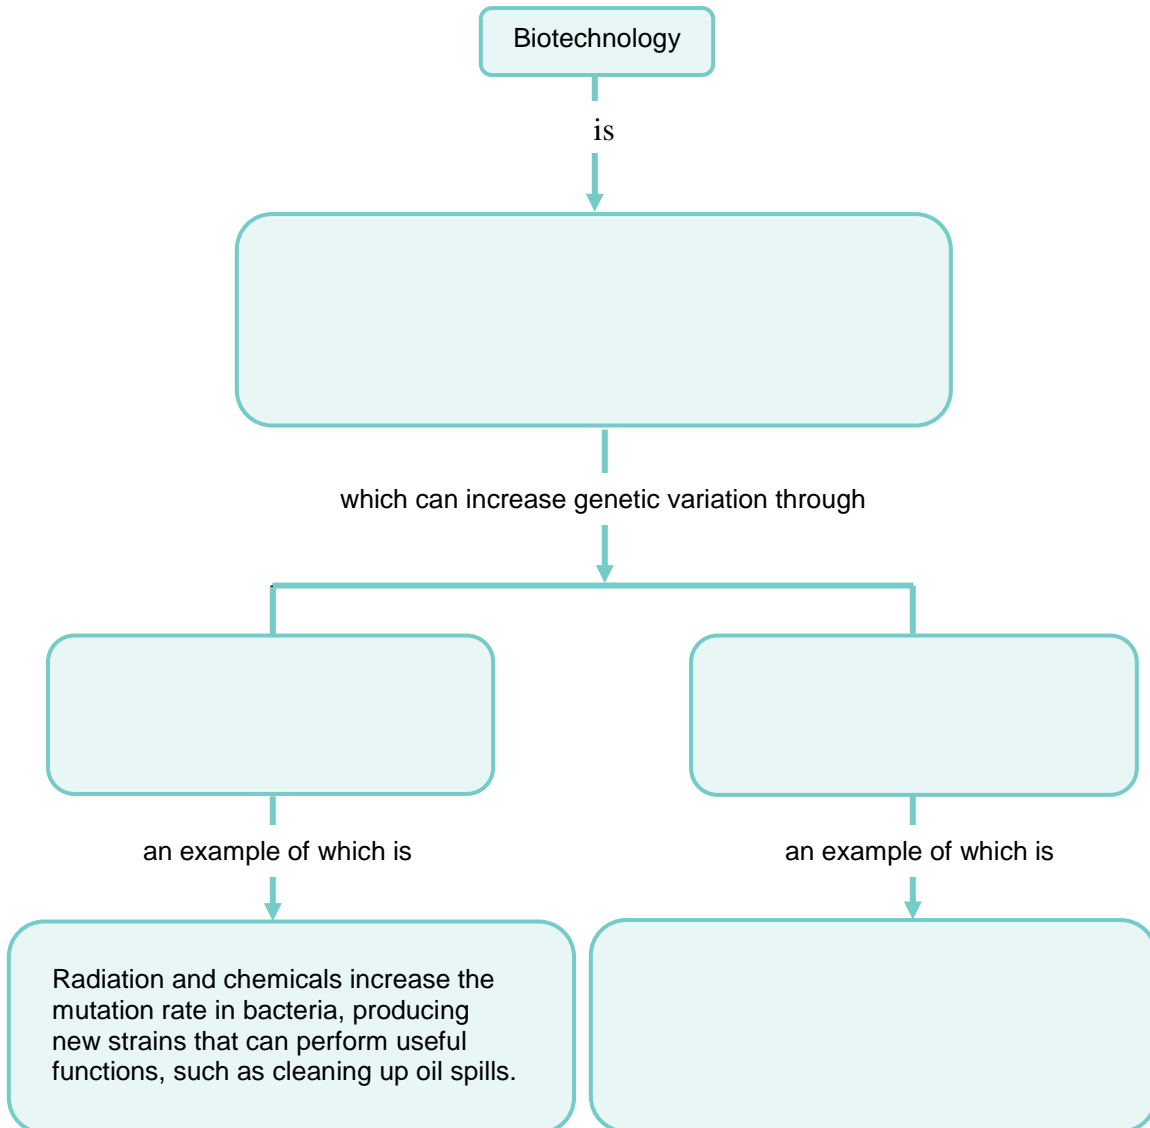 Biotechnology
is
which can increase genetic variation through
an example of which is
an example of which is
Radiation and chemicals increase the
mutation rate in bacteria, producing
new strains that can perform useful
functions, such as cleaning up oil spills.